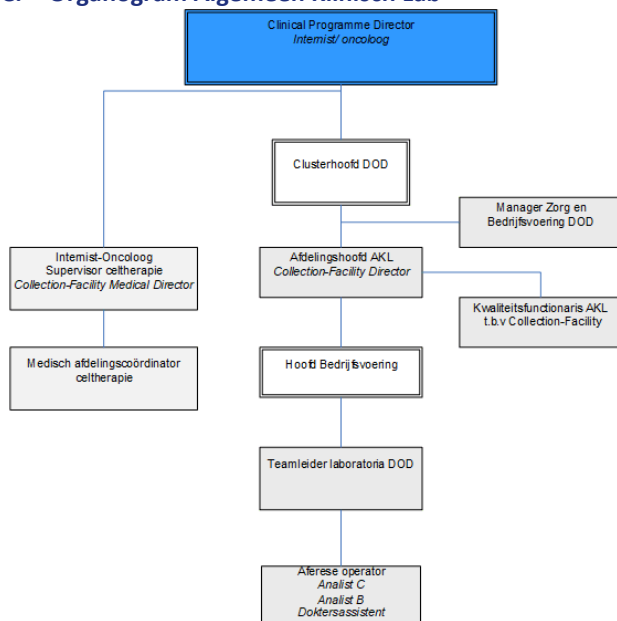 Organogram Algemeen Klinisch Lab
Clinical Programme Director
Internist/ oncoloog
Clusterhoofd DOD
Manager Zorg en
Bedrijfsvoering DOD
Internist-Oncoloog
Supervisor celtherapie
Collection-Facility Medical Director
Afdelingshoofd AKL
Collection-Facility Director
Kwaliteitsfunctionaris AKL
t.b.v Collection-Facility
Medisch afdelingscoördinator
celtherapie
Hoofd Bedrijfsvoering
Teamleider laboratoria DOD
Aferese operator
Analist C
Analist B
Doktersassistent